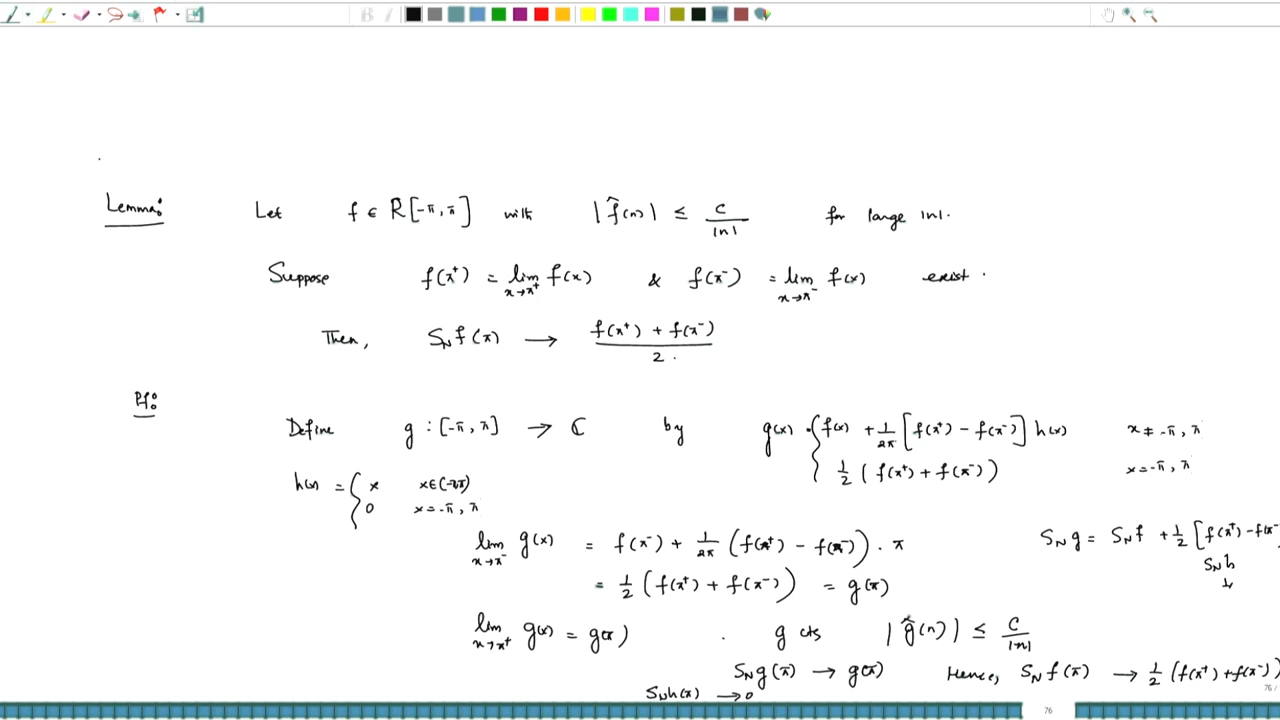 Lemma: Let f ∈ R[-π, π] with |f̂(n)| ≤ c/|n| for large |n|.
Suppose f(π⁺) = lim_{x→π⁺} f(x) & f(π⁻) = lim_{x→π⁻} f(x) exist.
Then, S_N f(π) → (f(π⁺) + f(π⁻))/2.
Pf:
Define g : [-π, π] → ℂ by g(x) = { f(x) + 1/2π [f(π⁺) - f(π⁻)] h(x) x ≠ -π, π
1/2 (f(π⁺) + f(π⁻)) x = -π, π
h(x) = { x x ∈ (-π, π)
0 x = -π, π
lim_{x→π⁻} g(x) = f(π⁻) + 1/2π (f(π⁺) - f(π⁻)) · π
= 1/2 (f(π⁺) + f(π⁻)) = g(π)
S_N g = S_N f + 1/2 [f(π⁺) - f(π⁻
S_N h
↓
lim_{x→π⁺} g(x) = g(π) . g cts |ĝ(n)| ≤ c/|n|
S_N g(π) → g(π) Hence, S_N f(π) → 1/2 (f(π⁺) + f(π⁻))
S_N h(π) → 0
76 /
76